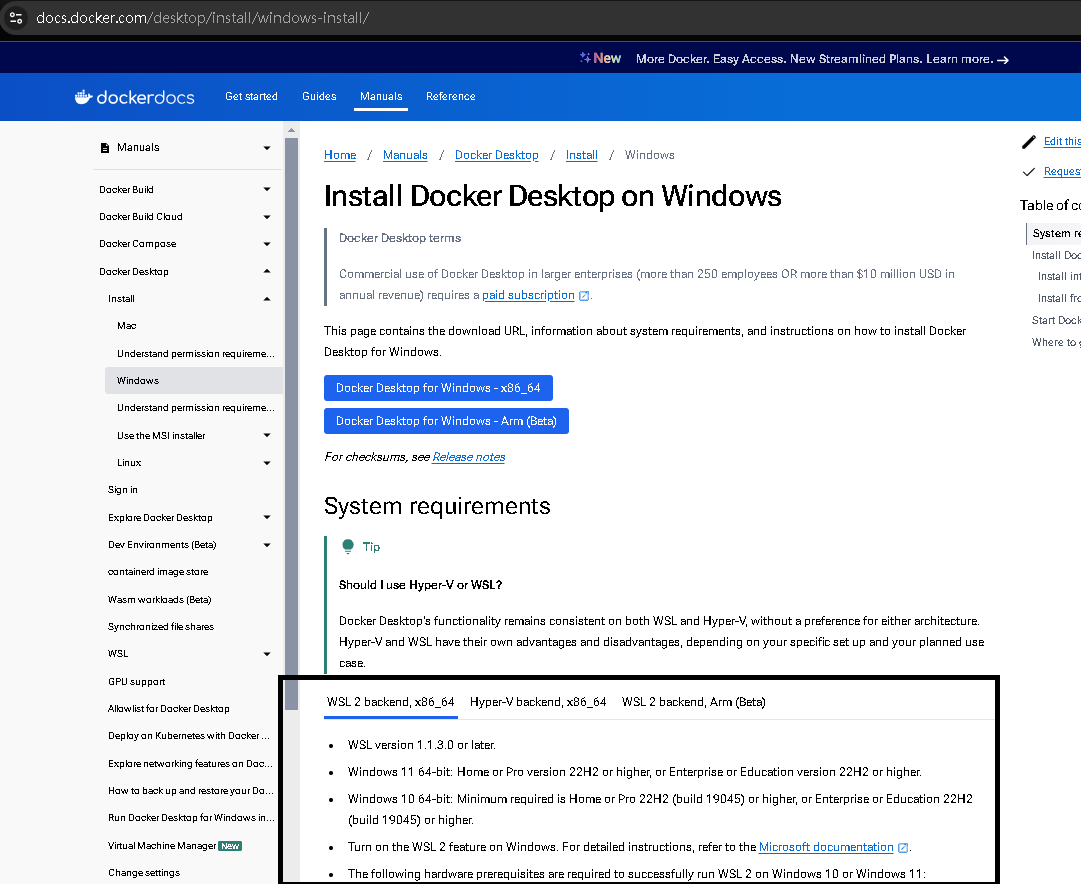 docs.docker.com/desktop/install/windows-install/
New More Docker. Easy Access. New Streamlined Plans. Learn more.
dockerdocs Get started Guides Manuals Reference
Manuals
Docker Build
Docker Build Cloud
Docker Compose
Docker Desktop
Install
Mac
Understand permission requireme...
Windows
Understand permission requireme...
Use the MSI installer
Linux
Sign in
Explore Docker Desktop
Dev Environments (Beta)
containerd image store
Wasm workloads (Beta)
Synchronized file shares
WSL
GPU support
Allowlist for Docker Desktop
Deploy on Kubernetes with Docker ...
Explore networking features on Doc...
How to back up and restore your Do...
Run Docker Desktop for Windows in...
Virtual Machine Manager New
Change settings
Home / Manuals / Docker Desktop / Install / Windows
Install Docker Desktop on Windows
Docker Desktop terms
Commercial use of Docker Desktop in larger enterprises (more than 250 employees OR more than $10 million USD in
annual revenue) requires a paid subscription.
This page contains the download URL, information about system requirements, and instructions on how to install Docker
Desktop for Windows.
Docker Desktop for Windows - x86_64
Docker Desktop for Windows - Arm (Beta)
For checksums, see Release notes
System requirements
Tip
Should I use Hyper-V or WSL?
Docker Desktop's functionality remains consistent on both WSL and Hyper-V, without a preference for either architecture.
Hyper-V and WSL have their own advantages and disadvantages, depending on your specific set up and your planned use
case.
WSL 2 backend, x86_64 Hyper-V backend, x86_64 WSL 2 backend, Arm (Beta)
• WSL version 1.1.3.0 or later.
• Windows 11 64-bit: Home or Pro version 22H2 or higher, or Enterprise or Education version 22H2 or higher.
• Windows 10 64-bit: Minimum required is Home or Pro 22H2 (build 19045) or higher, or Enterprise or Education 22H2
(build 19045) or higher.
• Turn on the WSL 2 feature on Windows. For detailed instructions, refer to the Microsoft documentation.
• The following hardware prerequisites are required to successfully run WSL 2 on Windows 10 or Windows 11:
Edit this
Reques
Table of co
System re
Install Doc
Install int
Install fro
Start Dock
Where to g